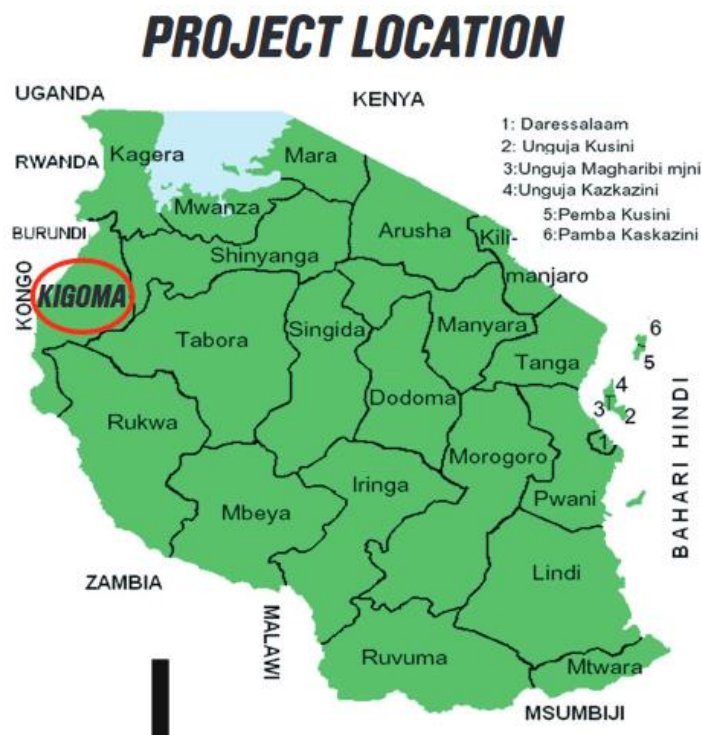 PROJECT LOCATION
UGANDA
KENYA
RWANDA
Kagera
Mara
1: Daressalaam
2: Unguja Kusini
3:Unguja Magharibi mjni
4:Unguja Kazkazini
5:Pemba Kusini
6:Pamba Kaskazini
Mwanza
BURUNDI
Arusha
Kili-
manjaro
Shinyanga
KONGO
KIGOMA
Tabora
Singida
Manyara
Tanga
6
5
4
3
2
1
Dodoma
Rukwa
Morogoro
Iringa
Mbeya
Pwani
BAHARI HINDI
Lindi
ZAMBIA
MALAWI
Ruvuma
Mtwara
MSUMBIJI